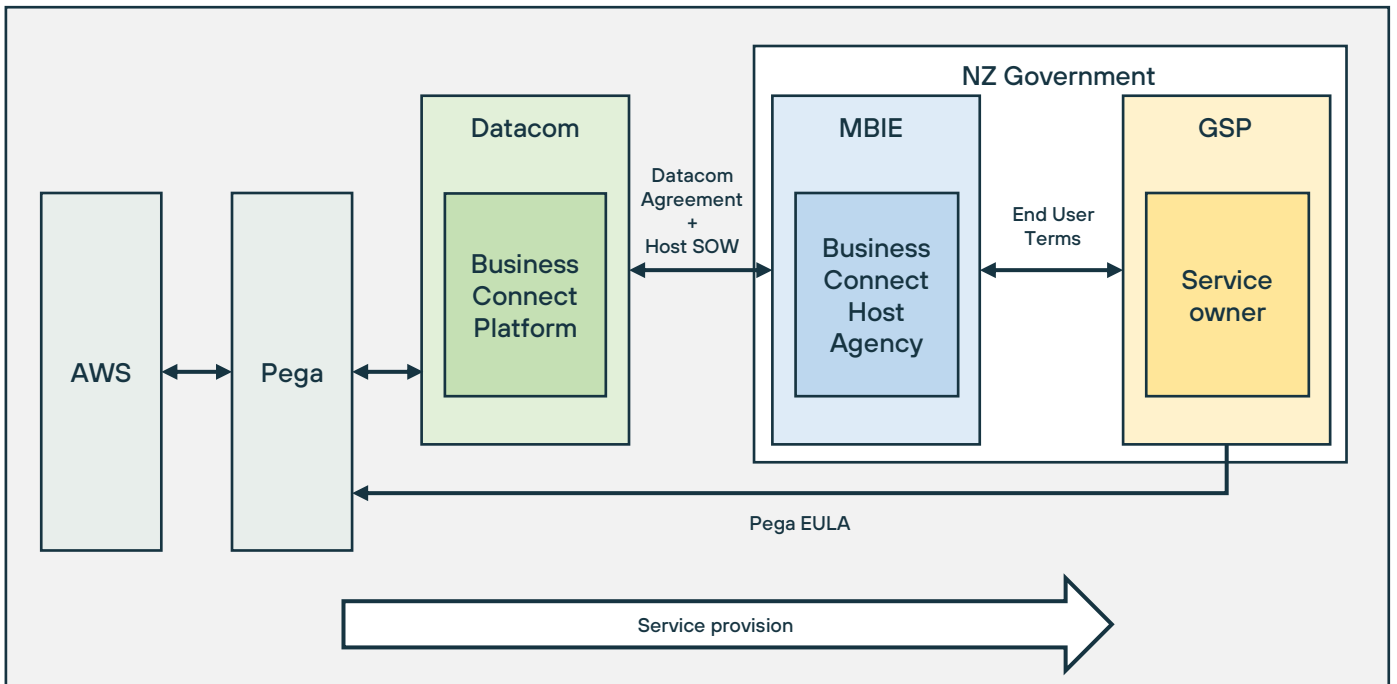 NZ Government
Datacom
MBIE
GSP
Datacom
Agreement
+
Host SOW
End User
Terms
Business
Connect
Platform
Business
Connect
Host
Agency
Service
owner
AWS
Pega
Pega EULA
Service provision